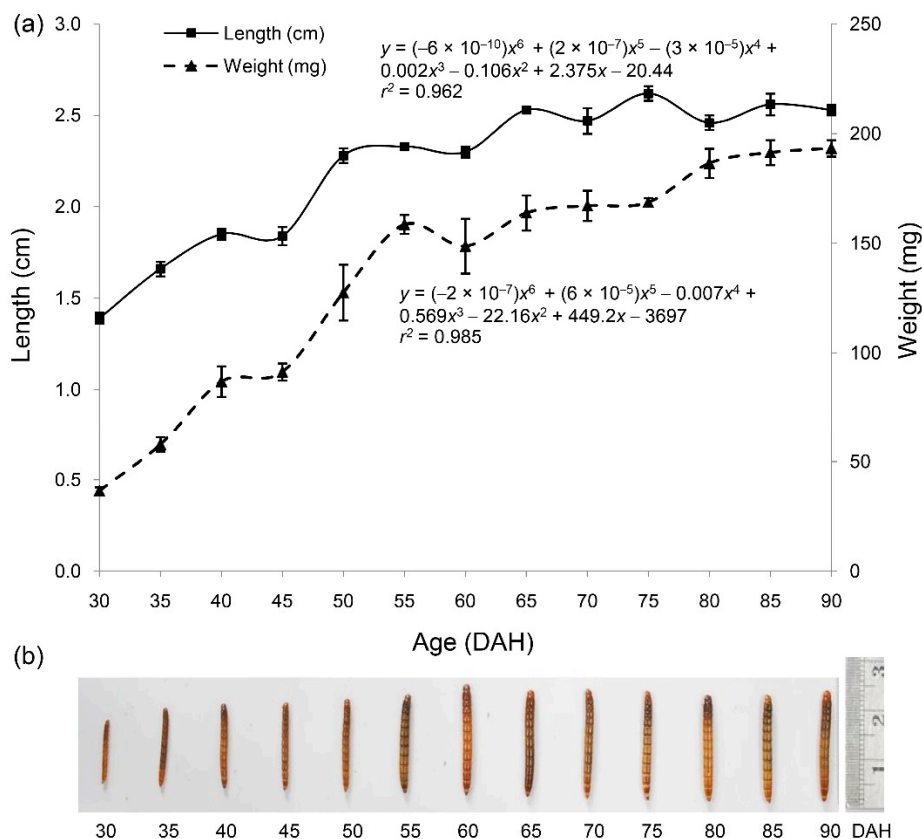 (a)
3.0
2.5
2.0
1.5
1.0
0.5
0.0
Length (cm)
Length (cm)
Weight (mg)
y = (–6 × 10⁻¹⁰)x⁶ + (2 × 10⁻⁷)x⁵ – (3 × 10⁻⁵)x⁴ +
0.002x³ – 0.106x² + 2.375x – 20.44
r² = 0.962
y = (–2 × 10⁻⁷)x⁶ + (6 × 10⁻⁵)x⁵ – 0.007x⁴ +
0.569x³ – 22.16x² + 449.2x – 3697
r² = 0.985
250
200
150
100
50
0
Weight (mg)
30 35 40 45 50 55 60 65 70 75 80 85 90
Age (DAH)
(b)
3
2
1
30 35 40 45 50 55 60 65 70 75 80 85 90 DAH